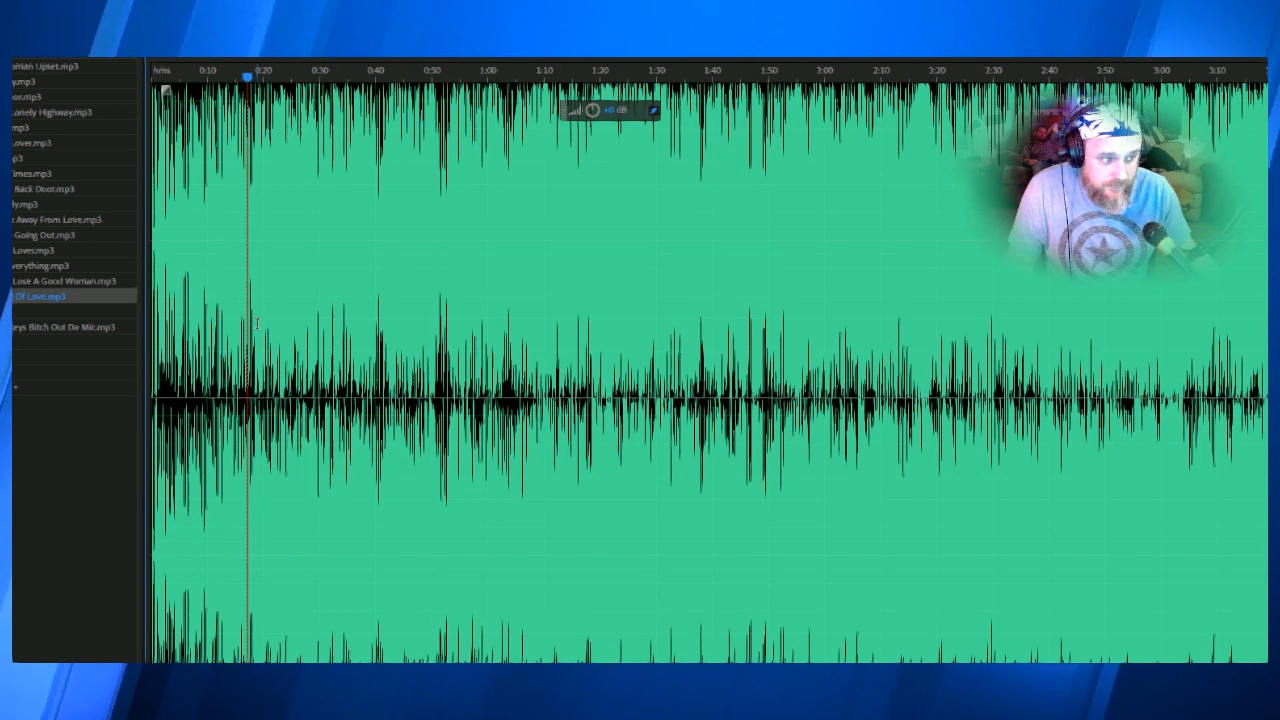 hms 0:10 0:20 0:30 0:40 0:50 1:00 1:10 1:20 1:30 1:40 1:50 2:00 2:10 2:20 2:30 2:40 2:50 3:00 3:10
oman Upset.mp3
y.mp3
oor.mp3
Lonely Highway.mp3
mp3
Lover.mp3
p3
Times.mp3
Back Door.mp3
ly.mp3
Away From Love.mp3
Going Out.mp3
Lover.mp3
verything.mp3
Lose A Good Woman.mp3
Of Love.mp3
eys Bitch Out Da Mic.mp3
+0 dB